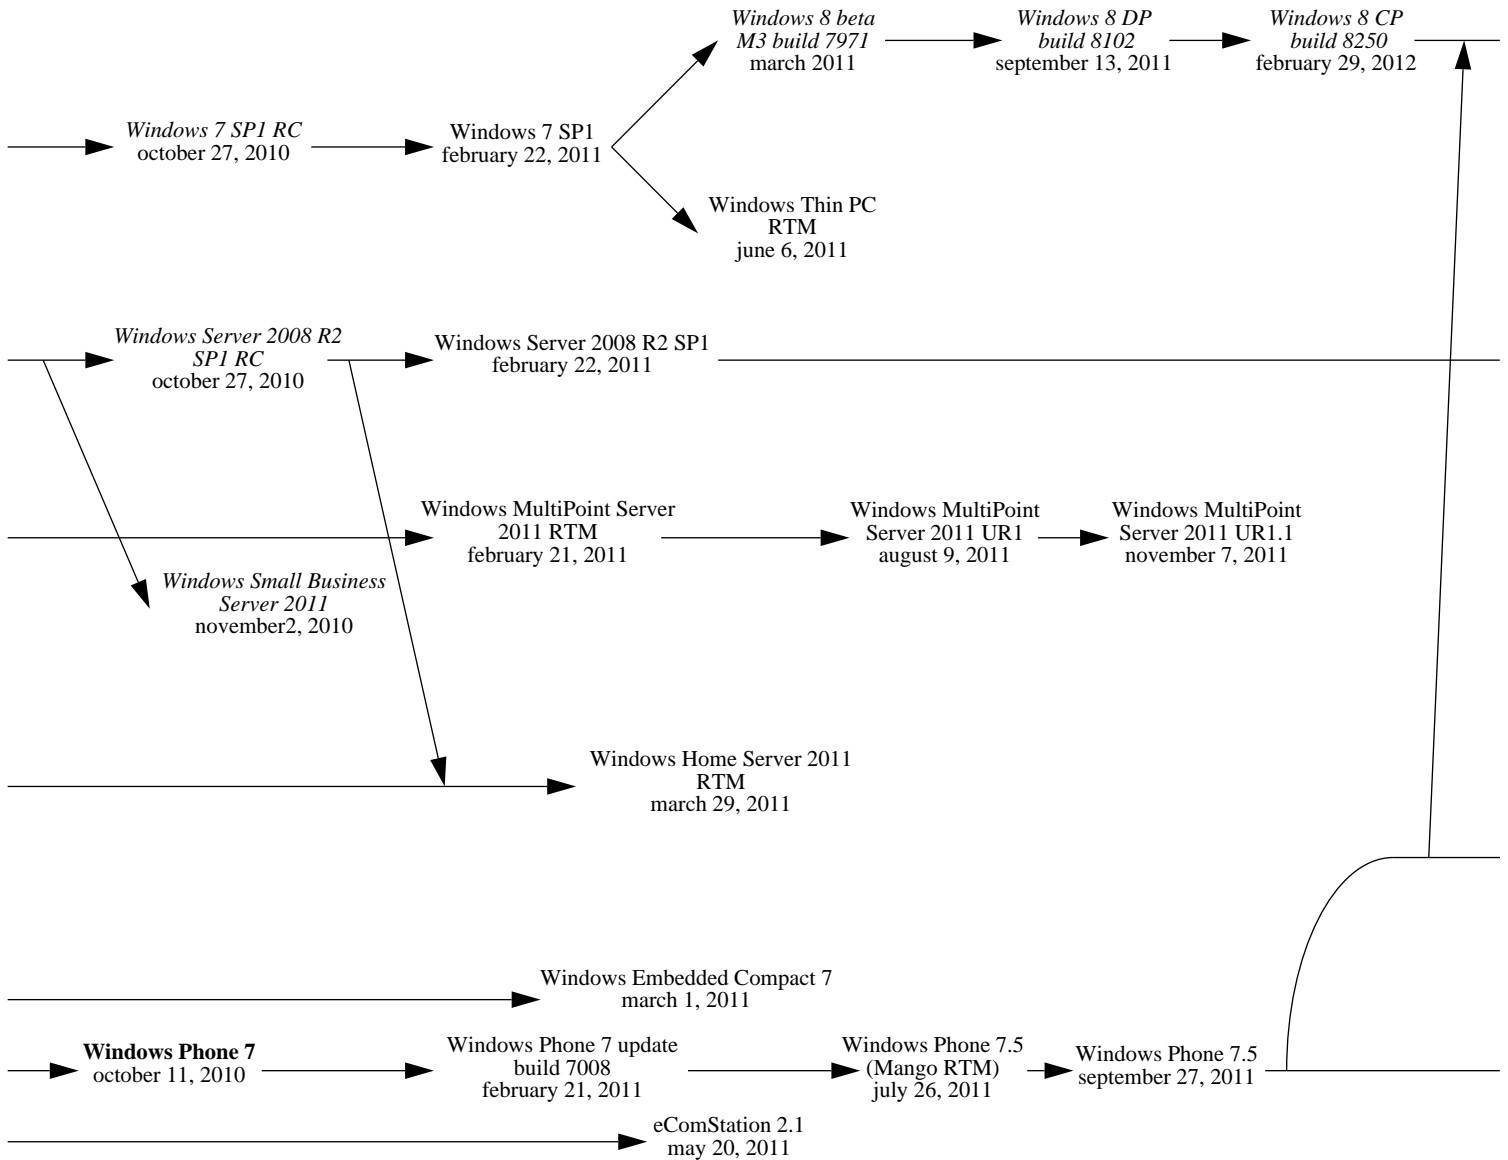 Windows 8 beta
M3 build 7971
march 2011
Windows 8 DP
build 8102
september 13, 2011
Windows 8 CP
build 8250
february 29, 2012
Windows 7 SP1 RC
october 27, 2010
Windows 7 SP1
february 22, 2011
Windows Thin PC
RTM
june 6, 2011
Windows Server 2008 R2
SP1 RC
october 27, 2010
Windows Server 2008 R2 SP1
february 22, 2011
Windows MultiPoint Server
2011 RTM
february 21, 2011
Windows MultiPoint
Server 2011 UR1
august 9, 2011
Windows MultiPoint
Server 2011 UR1.1
november 7, 2011
Windows Small Business
Server 2011
november2, 2010
Windows Home Server 2011
RTM
march 29, 2011
Windows Embedded Compact 7
march 1, 2011
Windows Phone 7
october 11, 2010
Windows Phone 7 update
build 7008
february 21, 2011
Windows Phone 7.5
(Mango RTM)
july 26, 2011
Windows Phone 7.5
september 27, 2011
eComStation 2.1
may 20, 2011